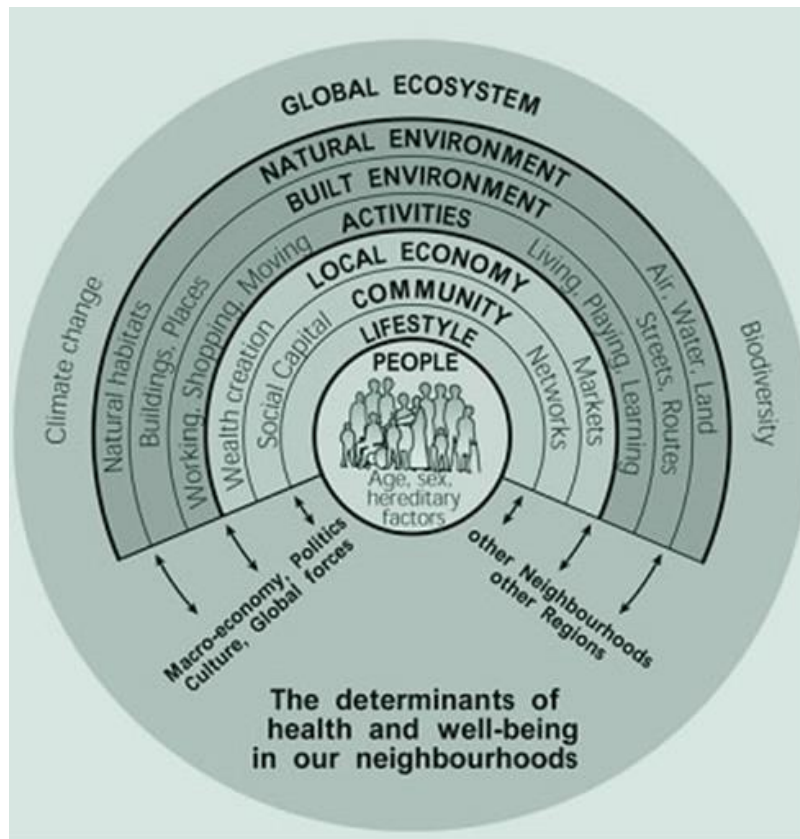 GLOBAL ECOSYSTEM
NATURAL ENVIRONMENT
BUILT ENVIRONMENT
ACTIVITIES
LOCAL ECONOMY
COMMUNITY
LIFESTYLE
PEOPLE
Climate change
Natural habitats
Buildings, Places
Working, Shopping, Moving
Wealth creation
Social Capital
Networks
Markets
Living, Playing, Learning
Streets, Routes
Air, Water, Land
Biodiversity
Age, sex,
hereditary
factors
Macro-economy, Politics
Culture, Global forces
other Neighbourhoods
other Regions
The determinants of
health and well-being
in our neighbourhoods